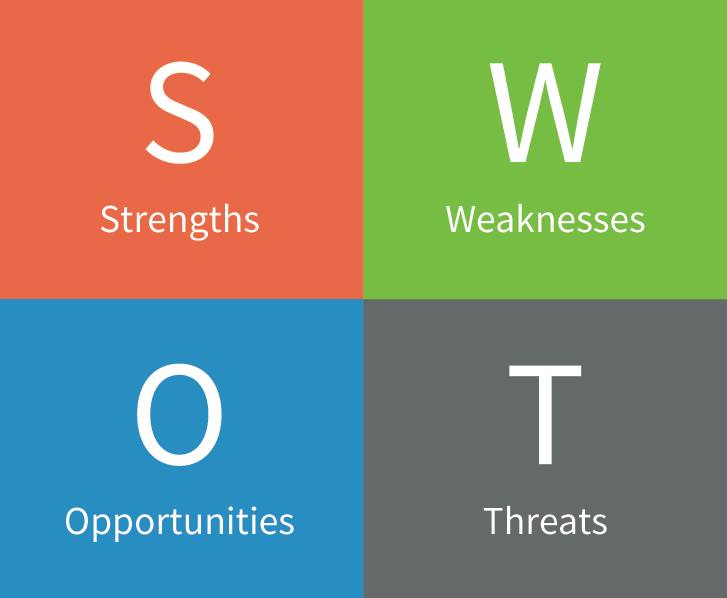 S
Strengths
W
Weaknesses
O
Opportunities
T
Threats